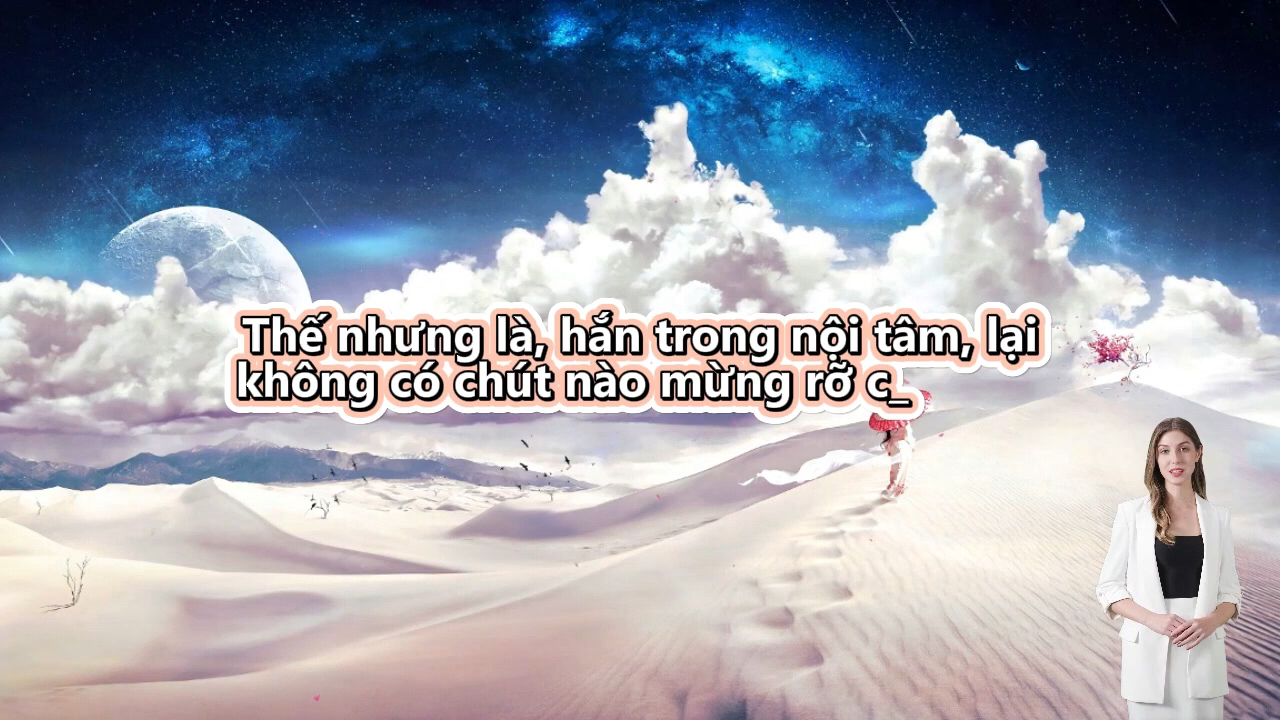 Thế nhưng là, hắn trong nội tâm, lại
không có chút nào mừng rỡ c_